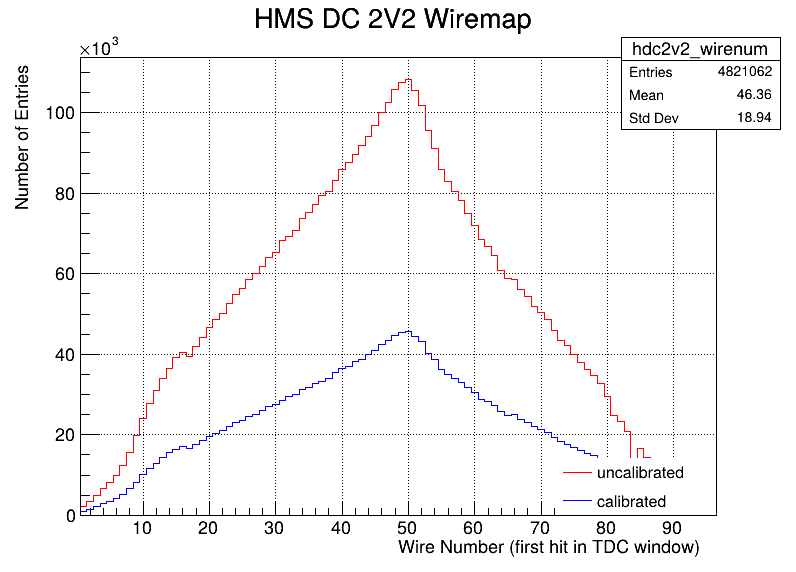 HMS DC 2V2 Wiremap
×10³
hdc2v2_wirenum
Entries 4821062
Mean 46.36
Std Dev 18.94
Number of Entries
100
80
60
40
20
0
uncalibrated
calibrated
10 20 30 40 50 60 70 80 90
Wire Number (first hit in TDC window)